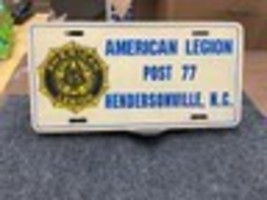 AMERICAN LEGION
POST 77
HENDERSONVILLE, N.C.